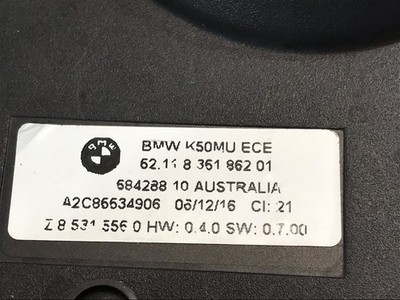 BMW
BMW K50MU ECE
62.11 8 361 862 01
684288 10 AUSTRALIA
A2C86634906 06/12/16 CI: 21
Z 8 531 556 0 HW: 0.4.0 SW: 0.7.00